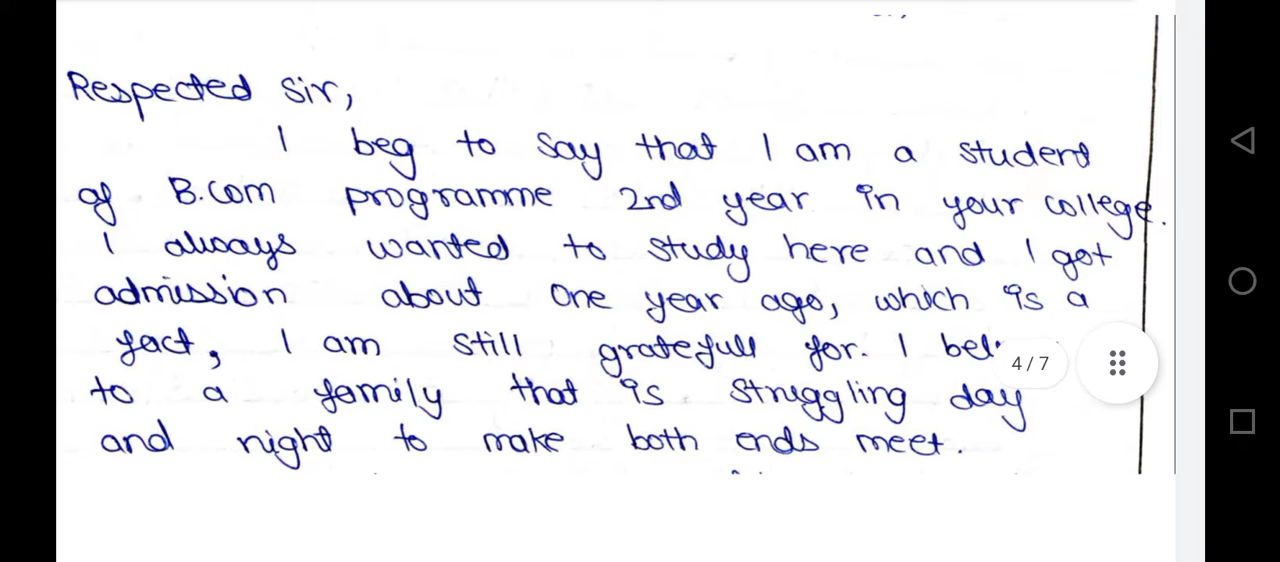 Respected Sir,
I beg to say that I am a student
of B.com programme 2nd year in your college.
I always wanted to study here and I got
admission about one year ago, which is a
fact, I am still gratefull for. I
4/7
to a family that is struggling day
and night to make both ends meet.